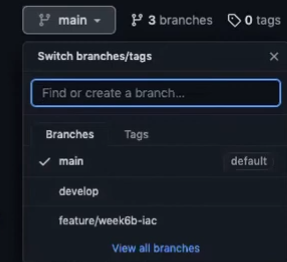 main 3 branches 0 tags
Switch branches/tags
Find or create a branch...
Branches Tags
main default
develop
feature/week6b-iac
View all branches